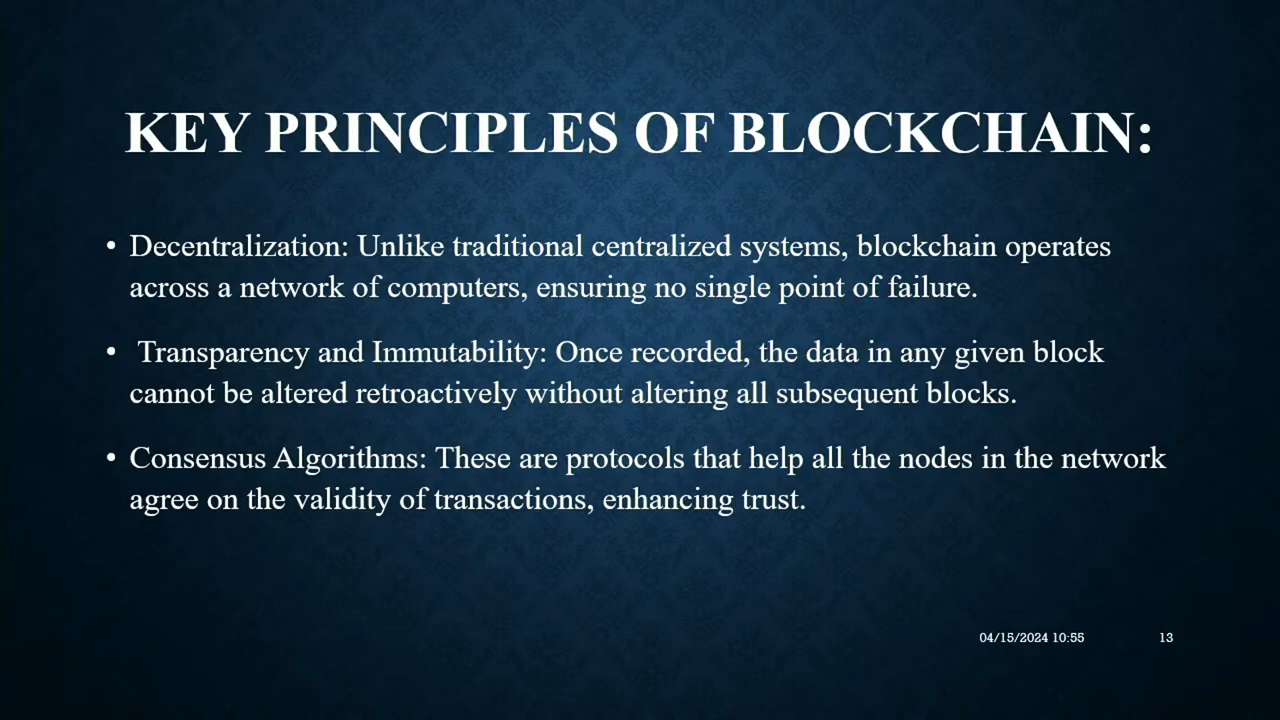 KEY PRINCIPLES OF BLOCKCHAIN:
• Decentralization: Unlike traditional centralized systems, blockchain operates
across a network of computers, ensuring no single point of failure.
• Transparency and Immutability: Once recorded, the data in any given block
cannot be altered retroactively without altering all subsequent blocks.
• Consensus Algorithms: These are protocols that help all the nodes in the network
agree on the validity of transactions, enhancing trust.
04/15/2024 10:55 13